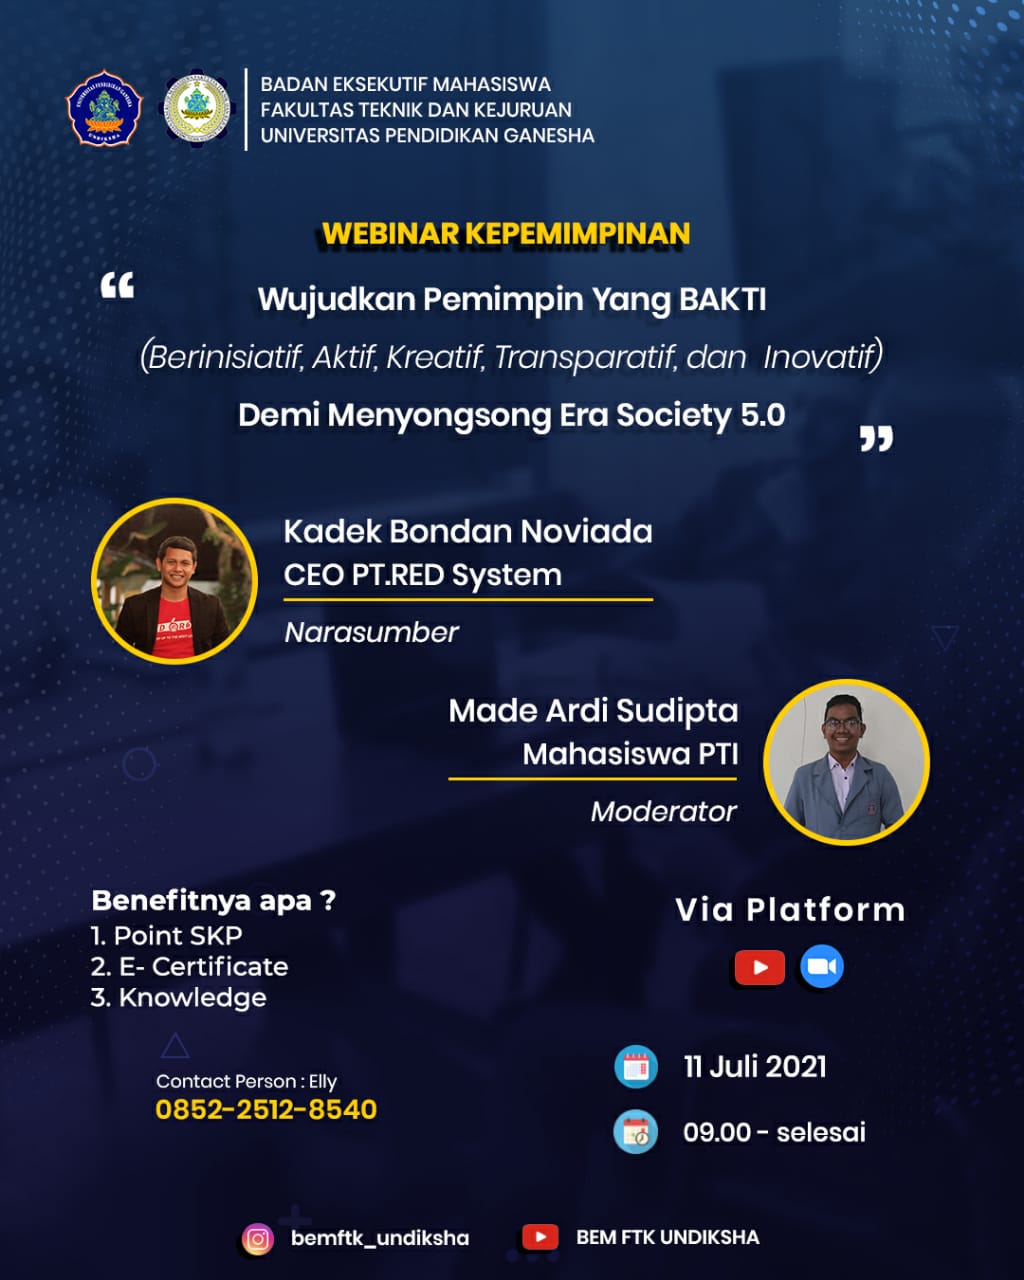 BADAN EKSEKUTIF MAHASISWA
FAKULTAS TEKNIK DAN KEJURUAN
UNIVERSITAS PENDIDIKAN GANESHA
WEBINAR KEPEMIMPINAN
“
Wujudkan Pemimpin Yang BAKTI
(Berinisiatif, Aktif, Kreatif, Transparatif, dan Inovatif)
Demi Menyongsong Era Society 5.0
”
Kadek Bondan Noviada
CEO PT.RED System
Narasumber
Made Ardi Sudipta
Mahasiswa PTI
Moderator
Benefitnya apa ?
1. Point SKP
2. E- Certificate
3. Knowledge
Via Platform
Contact Person : Elly
0852-2512-8540
11 Juli 2021
09.00 - selesai
bemftk_undiksha
BEM FTK UNDIKSHA